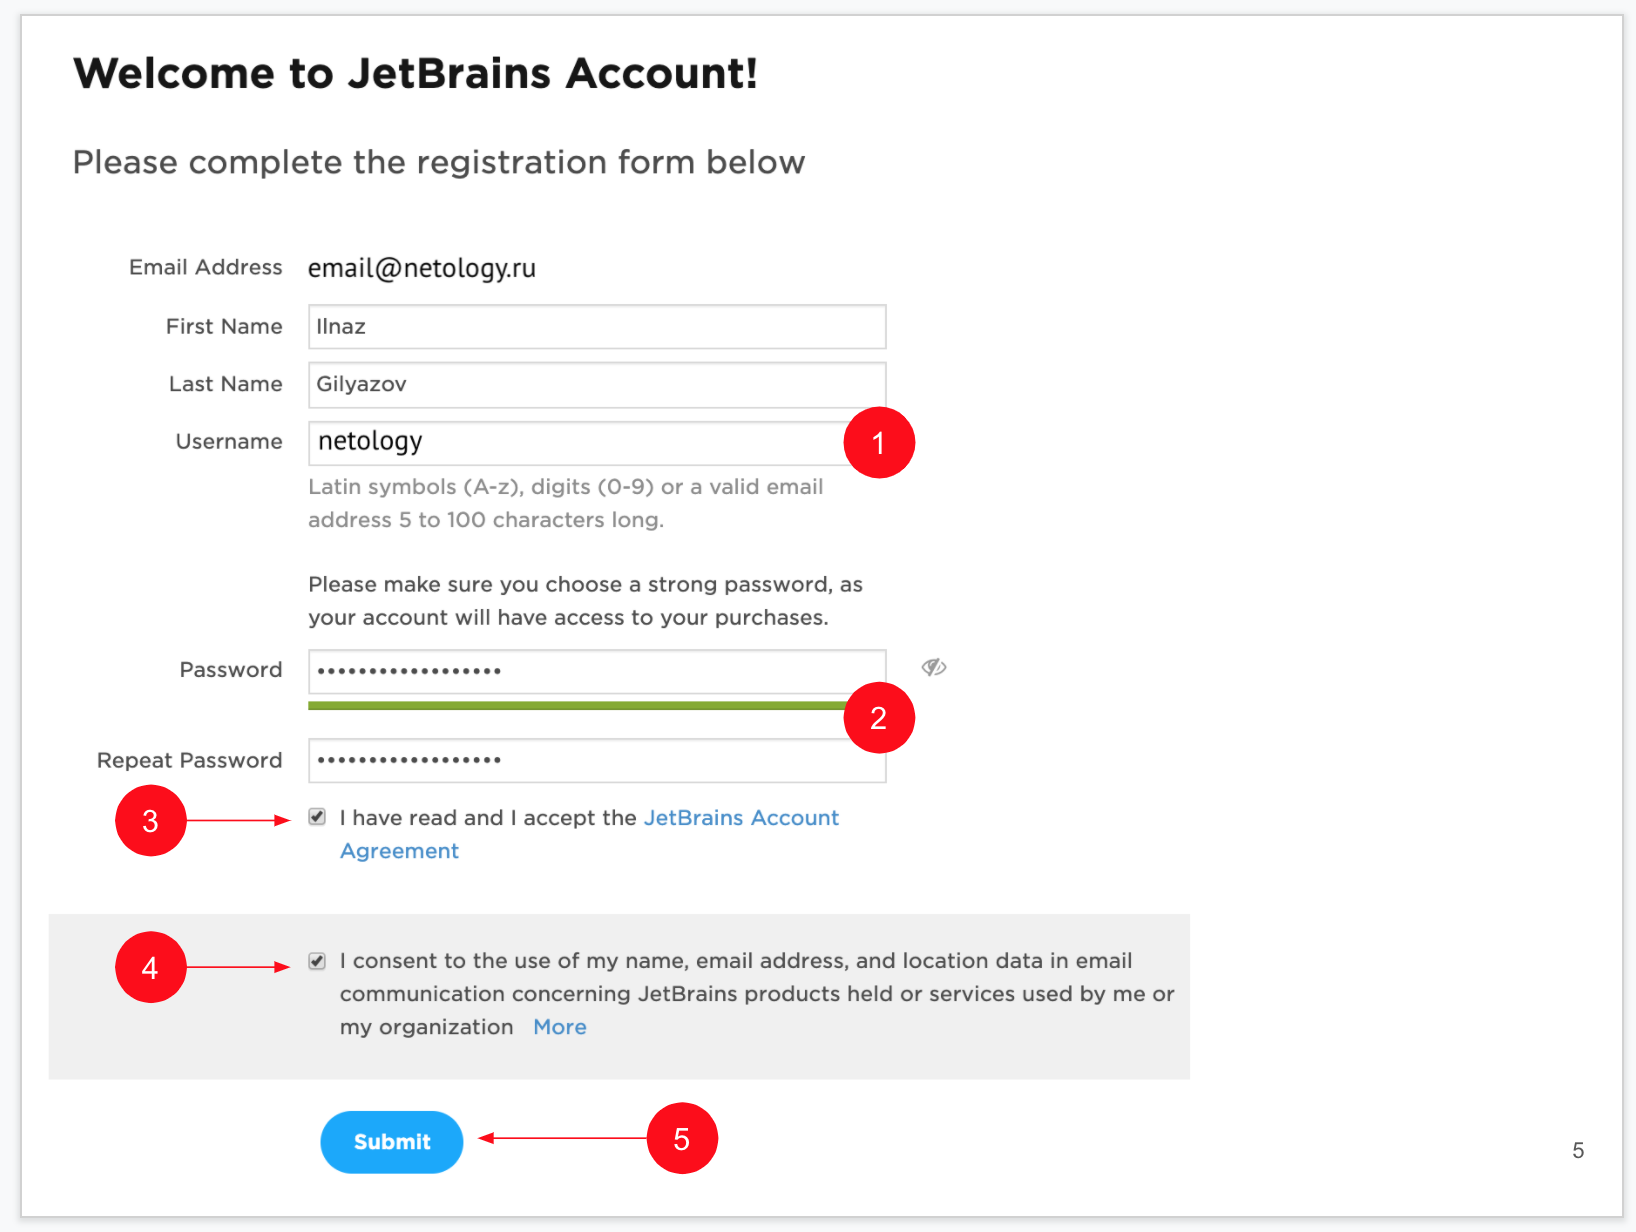 Welcome to JetBrains Account!
Please complete the registration form below
Email Address email@netology.ru
First Name Ilnaz
Last Name Gilyazov
Username netology
1
Latin symbols (A-z), digits (0-9) or a valid email
address 5 to 100 characters long.
Please make sure you choose a strong password, as
your account will have access to your purchases.
Password ••••••••••••••••••
2
Repeat Password ••••••••••••••••••
3
I have read and I accept the JetBrains Account
Agreement
4
I consent to the use of my name, email address, and location data in email
communication concerning JetBrains products held or services used by me or
my organization More
Submit
5
5